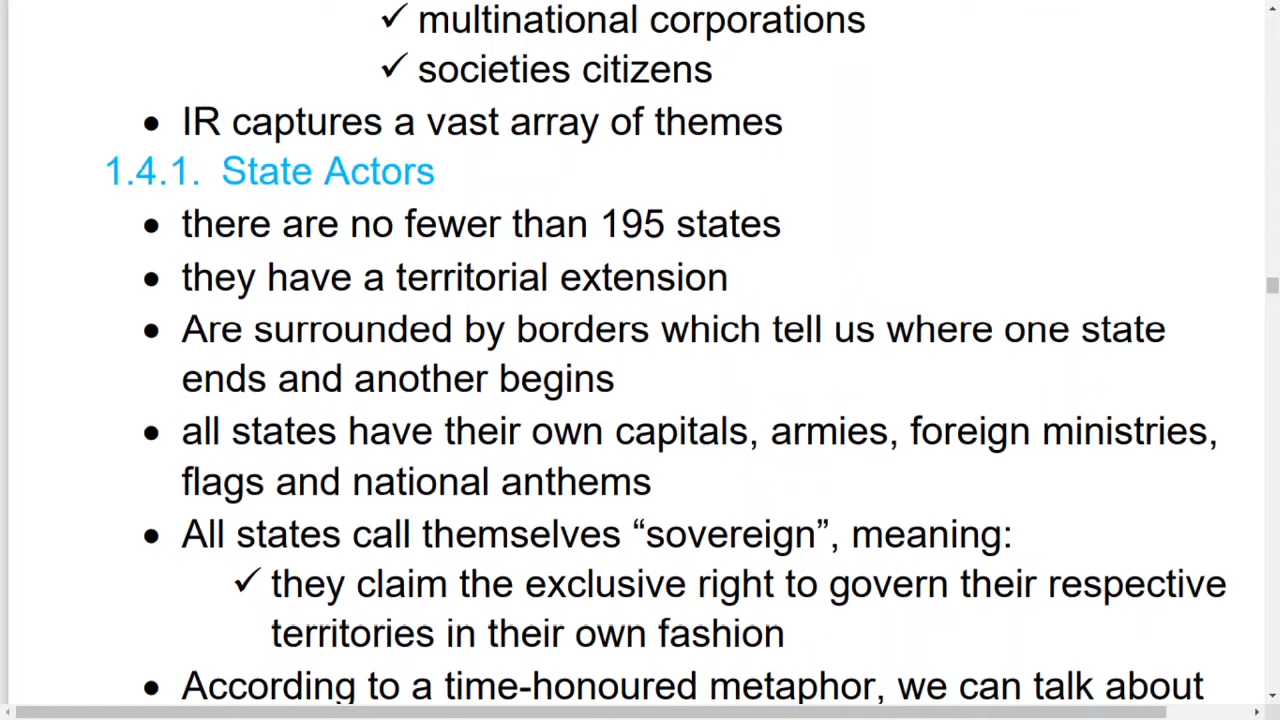 ✓ multinational corporations
✓ societies citizens
• IR captures a vast array of themes
1.4.1. State Actors
• there are no fewer than 195 states
• they have a territorial extension
• Are surrounded by borders which tell us where one state
ends and another begins
• all states have their own capitals, armies, foreign ministries,
flags and national anthems
• All states call themselves “sovereign”, meaning:
✓ they claim the exclusive right to govern their respective
territories in their own fashion
• According to a time-honoured metaphor, we can talk about